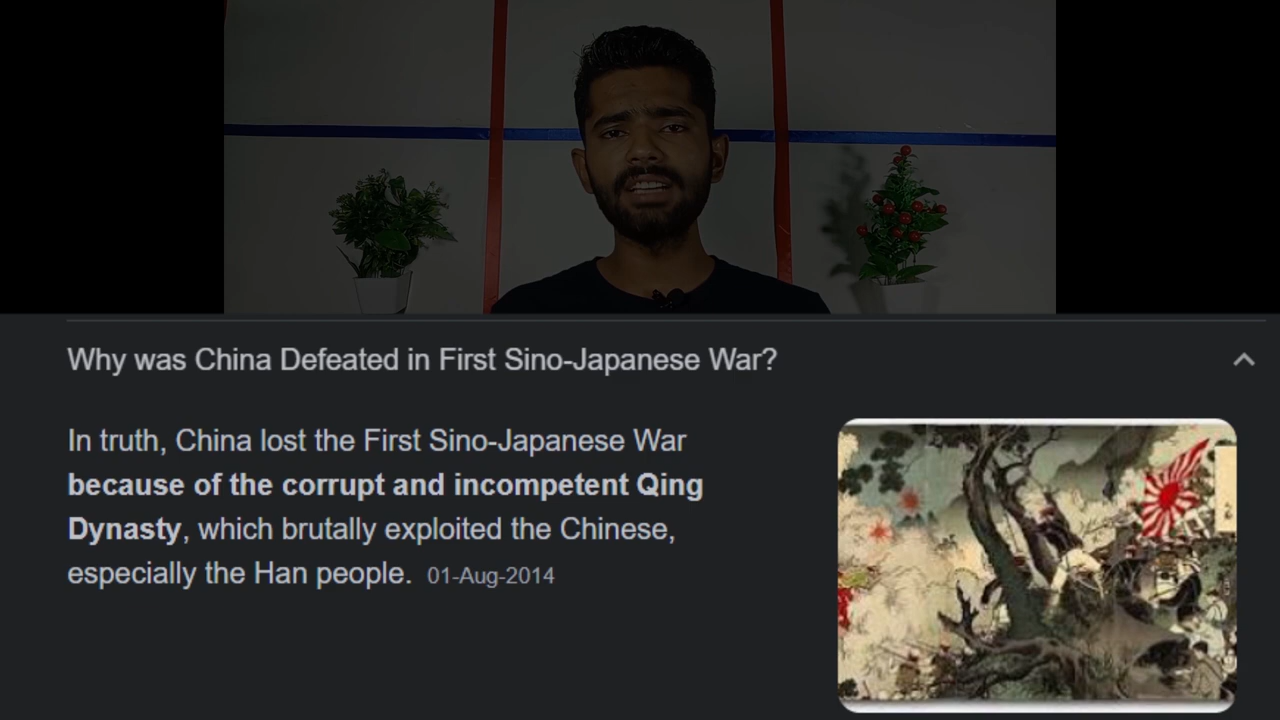 Why was China Defeated in First Sino-Japanese War?
In truth, China lost the First Sino-Japanese War
because of the corrupt and incompetent Qing
Dynasty, which brutally exploited the Chinese,
especially the Han people. 01-Aug-2014